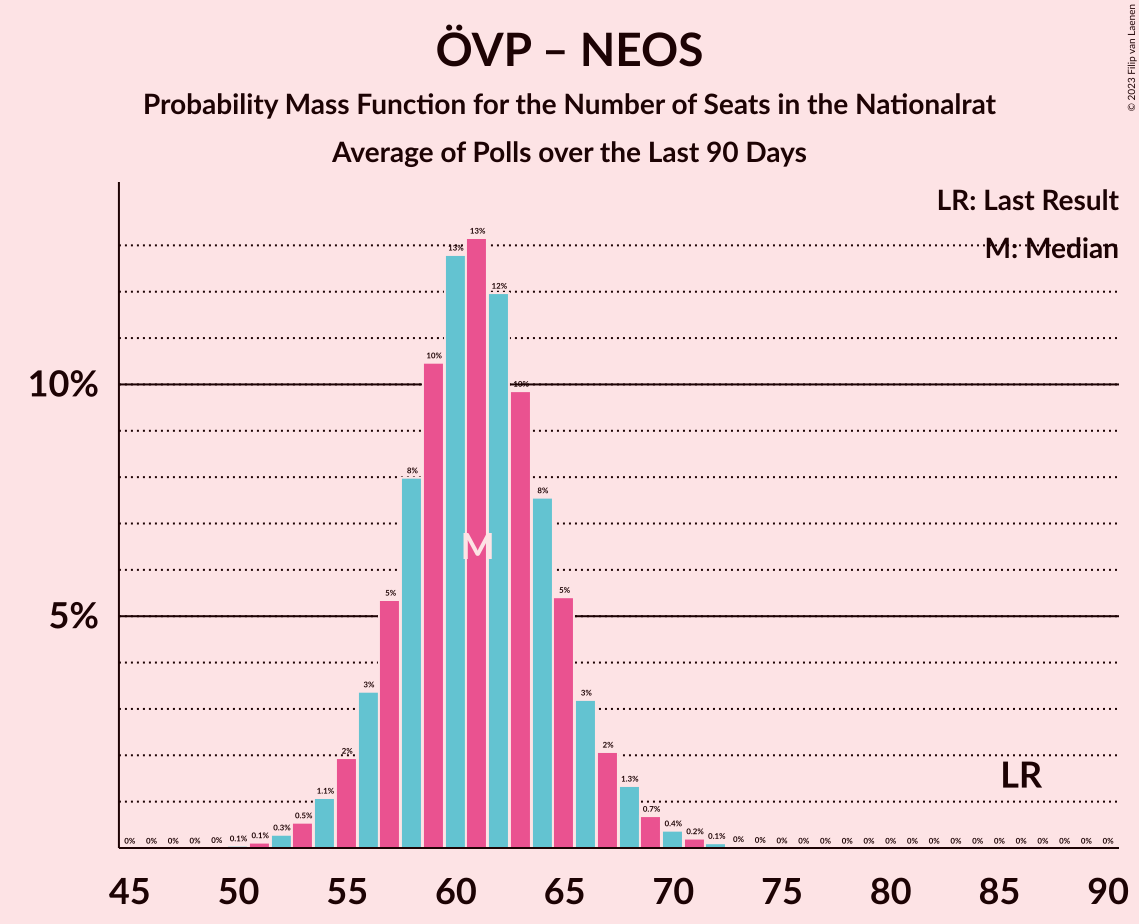 ÖVP – NEOS
Probability Mass Function for the Number of Seats in the Nationalrat
Average of Polls over the Last 90 Days
© 2023 Filip van Laenen
LR: Last Result
M: Median
10%
5%
0% 0% 0% 0% 0% 0.1% 0.1% 0.3% 0.5% 1.1% 2% 3% 5% 8% 10% 13% 13% 12% 10% 8% 5% 3% 2% 1.3% 0.7% 0.4% 0.2% 0.1% 0% 0% 0% 0% 0% 0% 0% 0% 0% 0% 0% 0% 0% 0% 0% 0% 0% 0%
M
LR
45 50 55 60 65 70 75 80 85 90